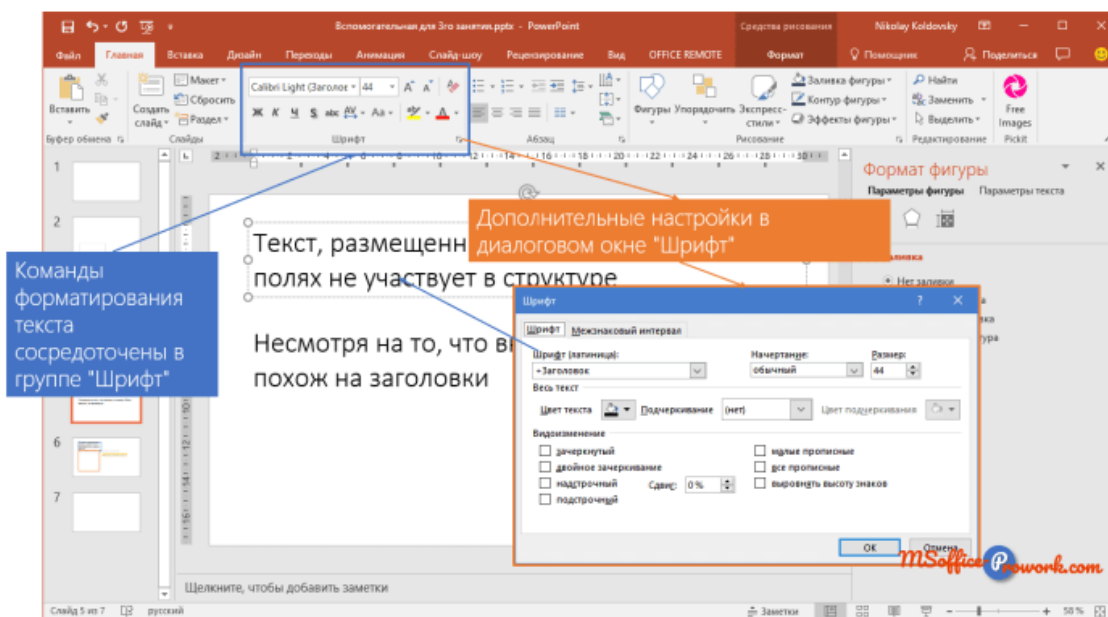 Вспомогательная для 3го занятия.pptx - PowerPoint
Средства рисования
Nikolay Koldovsky
Файл Главная Вставка Дизайн Переходы Анимация Слайд-шоу Рецензирование Вид OFFICE REMOTE Формат Помощник Поделиться
Вставить
Создать слайд
Макет
Сбросить
Раздел
Calibri Light (Заголов 44
Ж К Ч S abc AV Aa A
Фигуры Упорядочить Экспресс-стили
Заливка фигуры
Контур фигуры
Эффекты фигуры
Найти
Заменить
Выделить
Free Images
Буфер обмена Слайды Шрифт Абзац Рисование Редактирование Pickit
1
2
6
7
Команды
форматирования
текста
сосредоточены в
группе "Шрифт"
Текст, размещенн
полях не участвует в структуре
Несмотря на то, что в
похож на заголовки
Дополнительные настройки в
диалоговом окне "Шрифт"
Формат фигуры
Параметры фигуры Параметры текста
Нет заливки
Шрифт ? ×
Шрифт Межзнаковый интервал
Шрифт (латиница): Начертание: Размер:
+Заголовок обычный 44
Весь текст
Цвет текста Подчеркивание (нет) Цвет подчеркивания
Видоизменение
зачеркнутый малые прописные
двойное зачеркивание все прописные
надстрочный Сдвиг: 0% выровнять высоту знаков
подстрочный
ОК Отмена
MSoffice-Prowork.com
Щелкните, чтобы добавить заметки
Слайд 5 из 7 русский Заметки 58 %